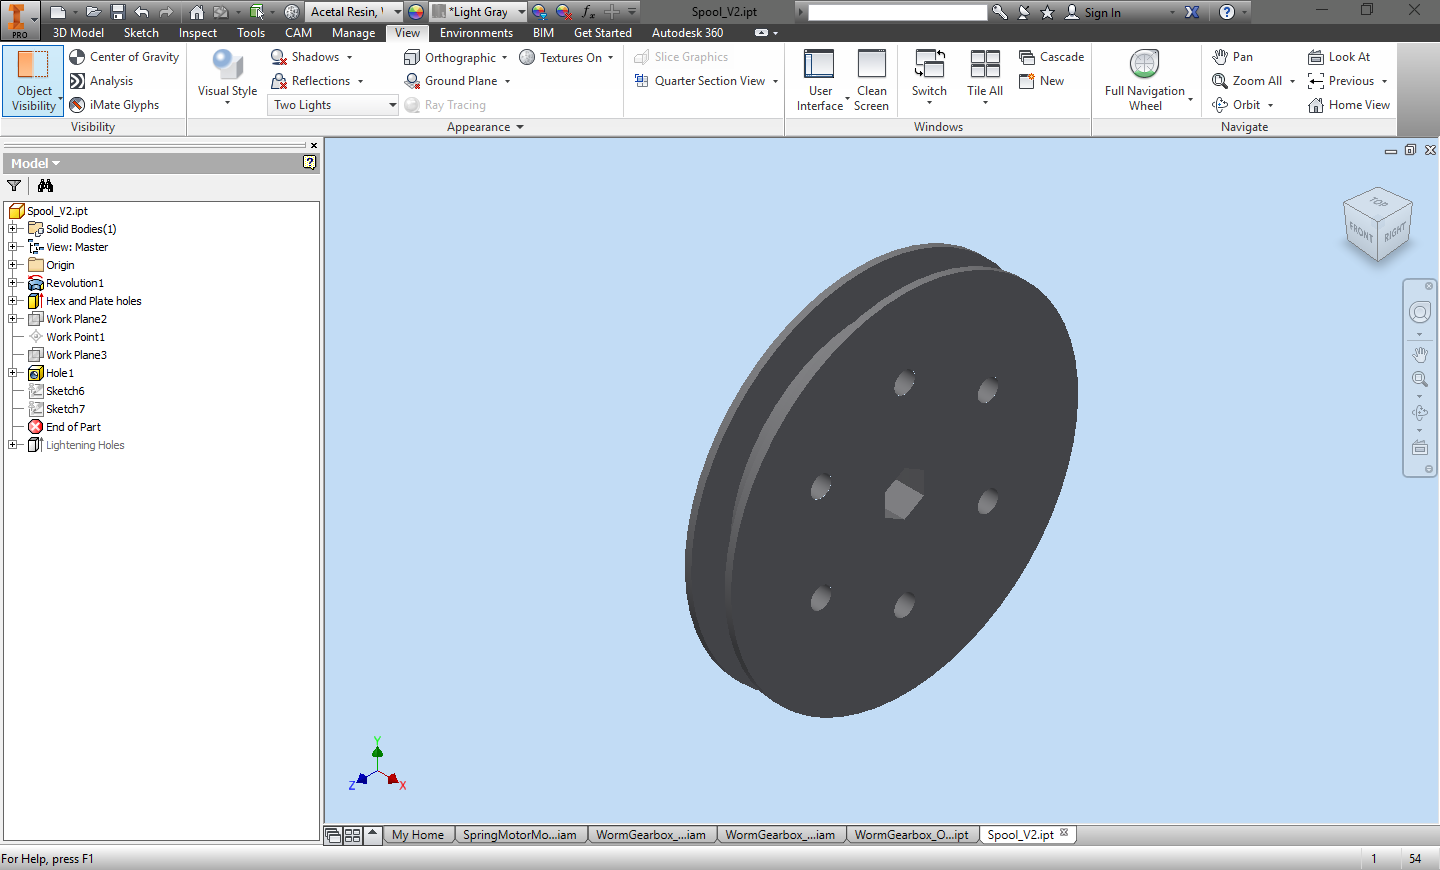 PRO
Acetal Resin, \
*Light Gray
Spool_V2.ipt
Sign In
3D Model Sketch Inspect Tools CAM Manage View Environments BIM Get Started Autodesk 360
Object Visibility
Center of Gravity
Analysis
iMate Glyphs
Visibility
Visual Style
Shadows
Reflections
Two Lights
Orthographic
Ground Plane
Ray Tracing
Textures On
Slice Graphics
Quarter Section View
Appearance
User Interface
Clean Screen
Switch
Tile All
Cascade
New
Windows
Full Navigation Wheel
Pan
Zoom All
Orbit
Look At
Previous
Home View
Navigate
Model
Spool_V2.ipt
Solid Bodies(1)
View: Master
Origin
Revolution1
Hex and Plate holes
Work Plane2
Work Point1
Work Plane3
Hole1
Sketch6
Sketch7
End of Part
Lightening Holes
TOP
FRONT
RIGHT
Y
Z
X
My Home SpringMotorMo...iam WormGearbox_...iam WormGearbox_...iam WormGearbox_O...ipt Spool_V2.ipt
For Help, press F1
1 54